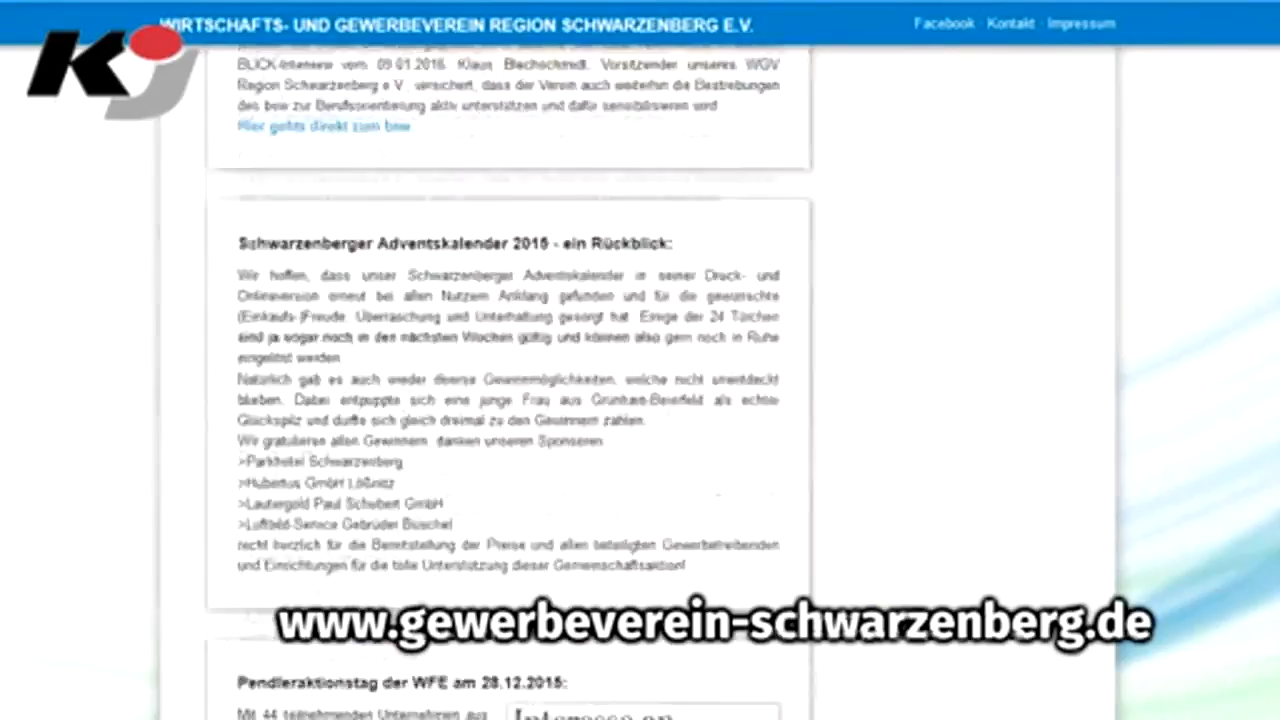 WIRTSCHAFTS- UND GEWERBEVEREIN REGION SCHWARZENBERG E.V.
Facebook · Kontakt · Impressum
KJ
BLICK-Interview vom 09.01.2016. Klaus Blechschmidt, Vorsitzender unseres WGV
Region Schwarzenberg e.V., versichert, dass der Verein auch weiterhin die Bestrebungen
des bsw zur Berufsorientierung aktiv unterstützen und dafür sensibilisieren wird
Hier gehts direkt zum bsw
Schwarzenberger Adventskalender 2015 - ein Rückblick:
Wir hoffen, dass unser Schwarzenberger Adventskalender in seiner Druck- und
Onlineversion erneut bei allen Nutzern Anklang gefunden und für die gewünschte
(Einkaufs-)Freude, Überraschung und Unterhaltung gesorgt hat. Einige der 24 Türchen
sind ja sogar noch in den nächsten Wochen gültig und können also gern noch in Ruhe
eingelöst werden.
Natürlich gab es auch wieder diverse Gewinnmöglichkeiten, welche nicht unentdeckt
blieben. Dabei entpuppte sich eine junge Frau aus Grünhain-Beierfeld als echter
Glückspilz und durfte sich gleich dreimal zu den Gewinnern zählen.
Wir gratulieren allen Gewinnern, danken unseren Sponsoren
>Parkhotel Schwarzenberg
>Hubertus GmbH Lößnitz
>Lautergold Paul Schubert GmbH
>Luftbild-Service Gebrüder Büschel
recht herzlich für die Bereitstellung der Preise und allen beteiligten Gewerbetreibenden
und Einrichtungen für die tolle Unterstützung dieser Gemeinschaftsaktion!
www.gewerbeverein-schwarzenberg.de
Pendleraktionstag der WFE am 28.12.2015:
Mit 44 teilnehmenden Unternehmen aus
Interesse an